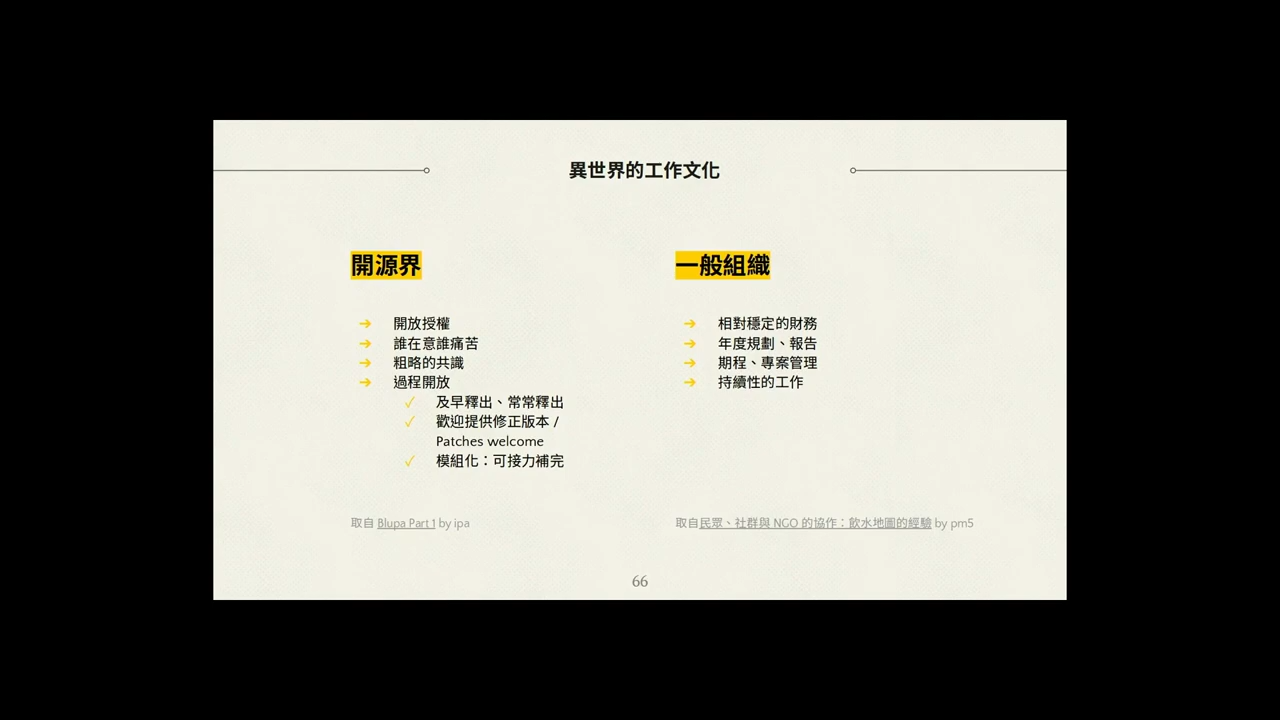 異世界的工作文化
開源界
開放授權
誰在意誰痛苦
粗略的共識
過程開放
及早釋出、常常釋出
歡迎提供修正版本 /
Patches welcome
模組化：可接力補完
取自 Blupa Part 1 by ipa
一般組織
相對穩定的財務
年度規劃、報告
期程、專案管理
持續性的工作
取自民眾、社群與 NGO 的協作：飲水地圖的經驗 by pm5
66